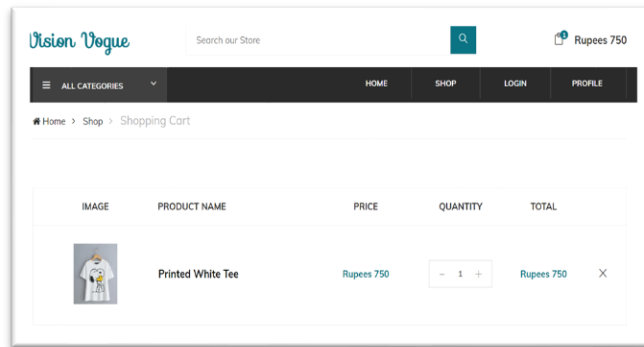 Vision Vogue
Search our Store
1
Rupees 750
ALL CATEGORIES
HOME SHOP LOGIN PROFILE
Home > Shop > Shopping Cart
IMAGE PRODUCT NAME PRICE QUANTITY TOTAL
Printed White Tee Rupees 750 - 1 + Rupees 750 X